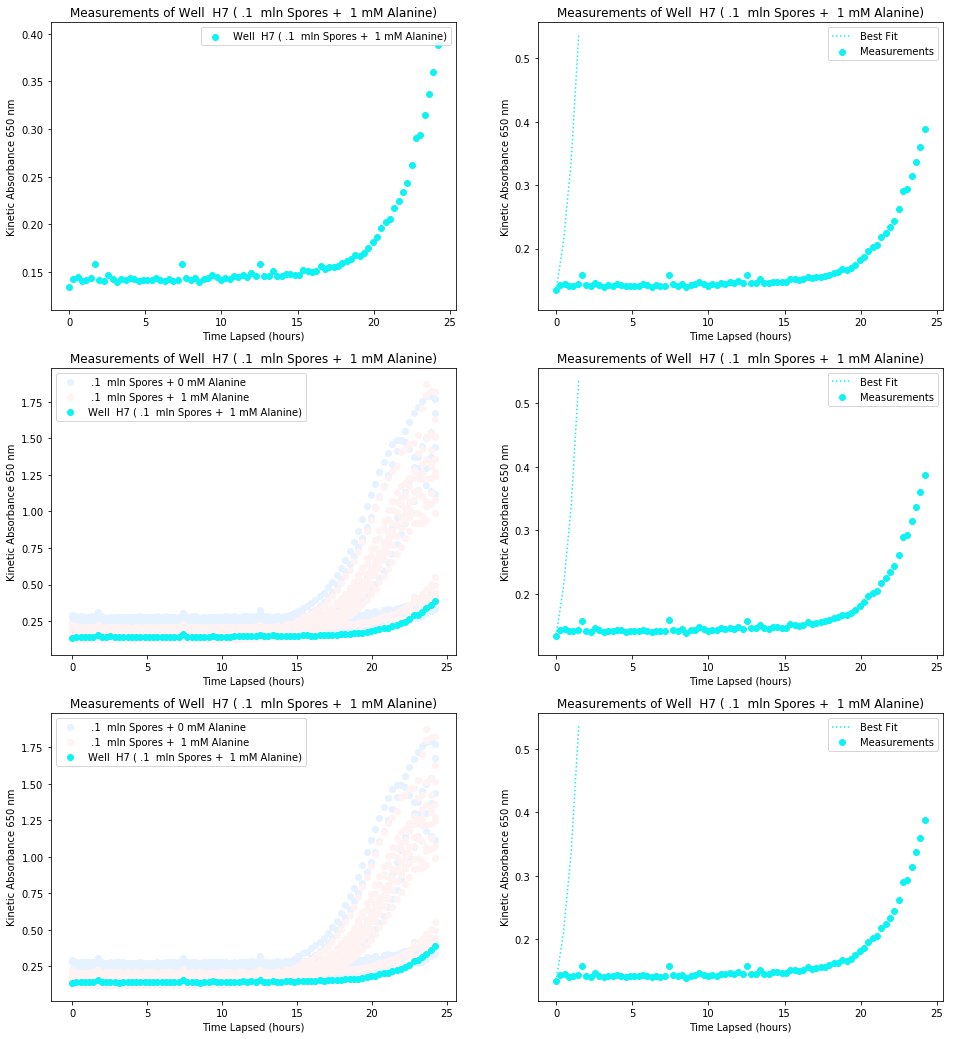 Measurements of Well  H7 ( .1  mln Spores +  1 mM Alanine)
Well  H7 ( .1  mln Spores +  1 mM Alanine)
0.40
0.35
0.30
0.25
0.20
0.15
Kinetic Absorbance 650 nm
0 5 10 15 20 25
Time Lapsed (hours)
Measurements of Well  H7 ( .1  mln Spores +  1 mM Alanine)
Best Fit
Measurements
0.5
0.4
0.3
0.2
Kinetic Absorbance 650 nm
0 5 10 15 20 25
Time Lapsed (hours)
Measurements of Well  H7 ( .1  mln Spores +  1 mM Alanine)
.1  mln Spores + 0 mM Alanine
.1  mln Spores +  1 mM Alanine
Well  H7 ( .1  mln Spores +  1 mM Alanine)
1.75
1.50
1.25
1.00
0.75
0.50
0.25
Kinetic Absorbance 650 nm
0 5 10 15 20 25
Time Lapsed (hours)
Measurements of Well  H7 ( .1  mln Spores +  1 mM Alanine)
Best Fit
Measurements
0.5
0.4
0.3
0.2
Kinetic Absorbance 650 nm
0 5 10 15 20 25
Time Lapsed (hours)
Measurements of Well  H7 ( .1  mln Spores +  1 mM Alanine)
.1  mln Spores + 0 mM Alanine
.1  mln Spores +  1 mM Alanine
Well  H7 ( .1  mln Spores +  1 mM Alanine)
1.75
1.50
1.25
1.00
0.75
0.50
0.25
Kinetic Absorbance 650 nm
0 5 10 15 20 25
Time Lapsed (hours)
Measurements of Well  H7 ( .1  mln Spores +  1 mM Alanine)
Best Fit
Measurements
0.5
0.4
0.3
0.2
Kinetic Absorbance 650 nm
0 5 10 15 20 25
Time Lapsed (hours)